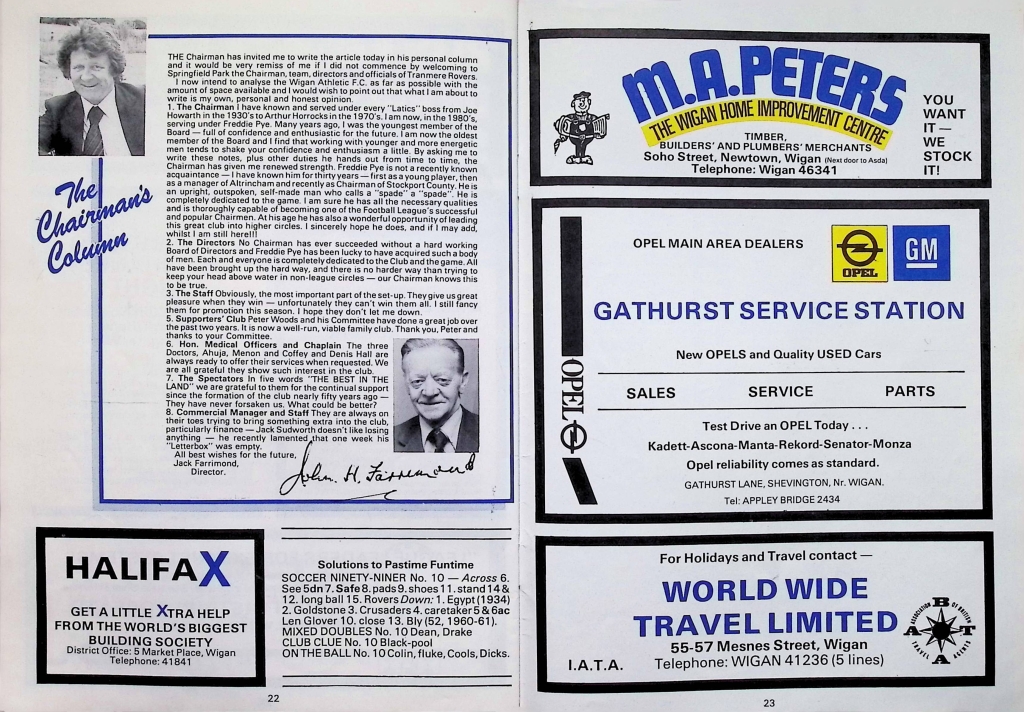 The
Chairman's
Column
THE Chairman has invited me to write the article today in his personal column
and it would be very remiss of me if I did not commence by welcoming to
Springfield Park the Chairman, team, directors and officials of Tranmere Rovers.
I now intend to analyse the Wigan Athletic F.C. as far as possible with the
amount of space available and I would wish to point out that what I am about to
write is my own, personal and honest opinion.
1. The Chairman I have known and served under every "Latics" boss from Joe
Howarth in the 1930's to Arthur Horrocks in the 1970's. I am now, in the 1980's,
serving under Freddie Pye. Many years ago, I was the youngest member of the
Board — full of confidence and enthusiastic for the future. I am now the oldest
member of the Board and I find that working with younger and more energetic
men tends to shake your confidence and enthusiasm a little. By asking me to
write these notes, plus other duties he hands out from time to time, the
Chairman has given me renewed strength. Freddie Pye is not a recently known
acquaintance — I have known him for thirty years — first as a young player, then
as a manager of Altrincham and recently as Chairman of Stockport County. He is
an upright, outspoken, self-made man who calls a "spade" a "spade". He is
completely dedicated to the game. I am sure he has all the necessary qualities
and is thoroughly capable of becoming one of the Football League's successful
and popular Chairmen. At his age he has also a wonderful opportunity of leading
this great club into higher circles. I sincerely hope he does, and if I may add,
whilst I am still here!!!
2. The Directors No Chairman has ever succeeded without a hard working
Board of Directors and Freddie Pye has been lucky to have acquired such a body
of men. Each and everyone is completely dedicated to the Club and the game. All
have been brought up the hard way, and there is no harder way than trying to
keep your head above water in non-league circles — our Chairman knows this
to be true.
3. The Staff Obviously, the most important part of the set-up. They give us great
pleasure when they win — unfortunately they can't win them all. I still fancy
them for promotion this season. I hope they don't let me down.
5. Supporters' Club Peter Woods and his Committee have done a great job over
the past two years. It is now a well-run, viable family club. Thank you, Peter and
thanks to your Committee.
6. Hon. Medical Officers and Chaplain The three
Doctors, Ahuja, Menon and Coffey and Denis Hall are
always ready to offer their services when requested. We
are all grateful they show such interest in the club.
7. The Spectators In five words "THE BEST IN THE
LAND" we are grateful to them for the continual support
since the formation of the club nearly fifty years ago —
They have never forsaken us. What could be better?
8. Commercial Manager and Staff They are always on
their toes trying to bring something extra into the club,
particularly finance — Jack Sudworth doesn't like losing
anything — he recently lamented that one week his
"Letterbox" was empty.
All best wishes for the future,
Jack Farrimond,
Director.
John. H. Farrimond
HALIFAX
GET A LITTLE XTRA HELP
FROM THE WORLD'S BIGGEST
BUILDING SOCIETY
District Office: 5 Market Place, Wigan
Telephone: 41841
Solutions to Pastime Funtime
SOCCER NINETY-NINER No. 10 — Across 6.
See 5dn 7. Safe 8. pads 9. shoes 11. stand 14 &
12. long ball 15. Rovers Down: 1. Egypt (1934)
2. Goldstone 3. Crusaders 4. caretaker 5 & 6ac
Len Glover 10. close 13. Bly (52, 1960-61).
MIXED DOUBLES No. 10 Dean, Drake
CLUB CLUE No. 10 Black-pool
ON THE BALL No. 10 Colin, fluke, Cools, Dicks.
22
M.A.PETERS
THE WIGAN HOME IMPROVEMENT CENTRE
TIMBER,
BUILDERS' AND PLUMBERS' MERCHANTS
Soho Street, Newtown, Wigan (Next door to Asda)
Telephone: Wigan 46341
YOU
WANT
IT —
WE
STOCK
IT!
OPEL MAIN AREA DEALERS
OPEL
GM
GATHURST SERVICE STATION
New OPELS and Quality USED Cars
SALES SERVICE PARTS
Test Drive an OPEL Today . . .
Kadett-Ascona-Manta-Rekord-Senator-Monza
Opel reliability comes as standard.
GATHURST LANE, SHEVINGTON, Nr. WIGAN.
Tel: APPLEY BRIDGE 2434
OPEL
For Holidays and Travel contact —
WORLD WIDE
TRAVEL LIMITED
55-57 Mesnes Street, Wigan
I.A.T.A. Telephone: WIGAN 41236 (5 lines)
ABTA
ASSOCIATION OF BRITISH TRAVEL AGENTS
23